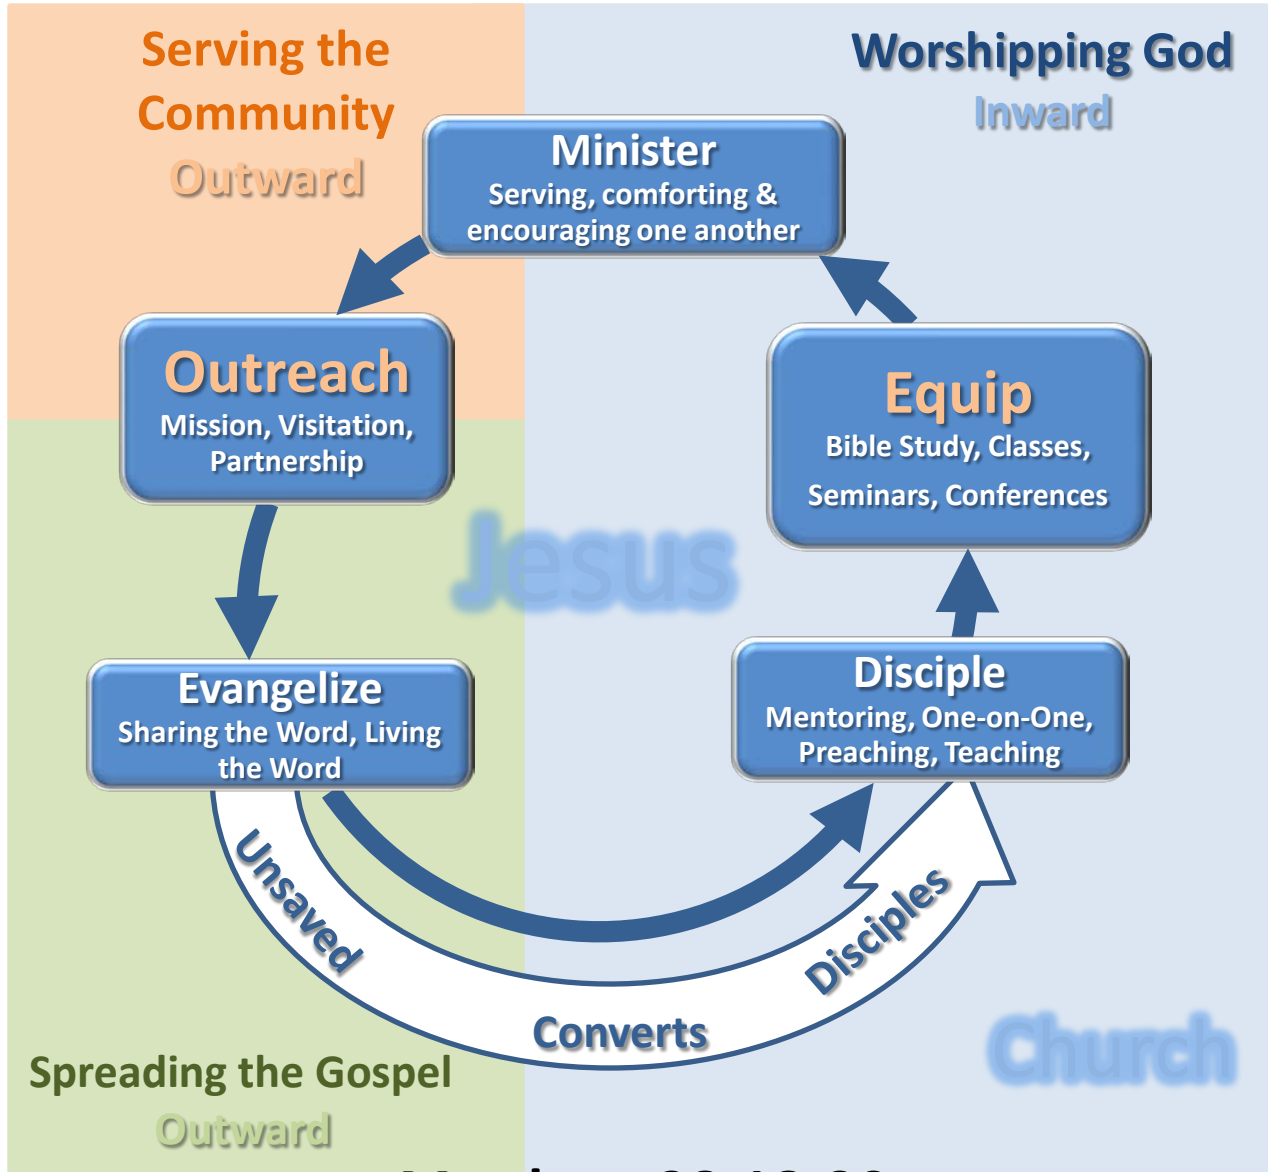 Serving the
Community
Outward
Worshipping God
Inward
Minister
Serving, comforting &
encouraging one another
Outreach
Mission, Visitation,
Partnership
Equip
Bible Study, Classes,
Seminars, Conferences
Jesus
Evangelize
Sharing the Word, Living
the Word
Disciple
Mentoring, One-on-One,
Preaching, Teaching
Unsaved
Converts
Disciples
Church
Spreading the Gospel
Outward